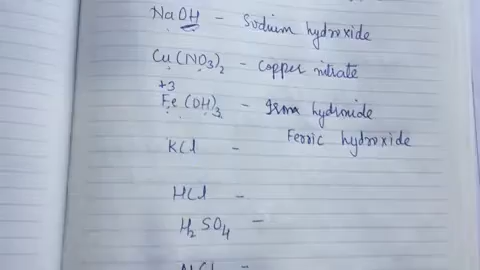 NaOH - Sodium hydroxide
Cu(NO3)2 - Copper nitrate
+3
Fe(OH)3 - Iron hydroxide
Ferric hydroxide
KCl -
HCl -
H2SO4 -